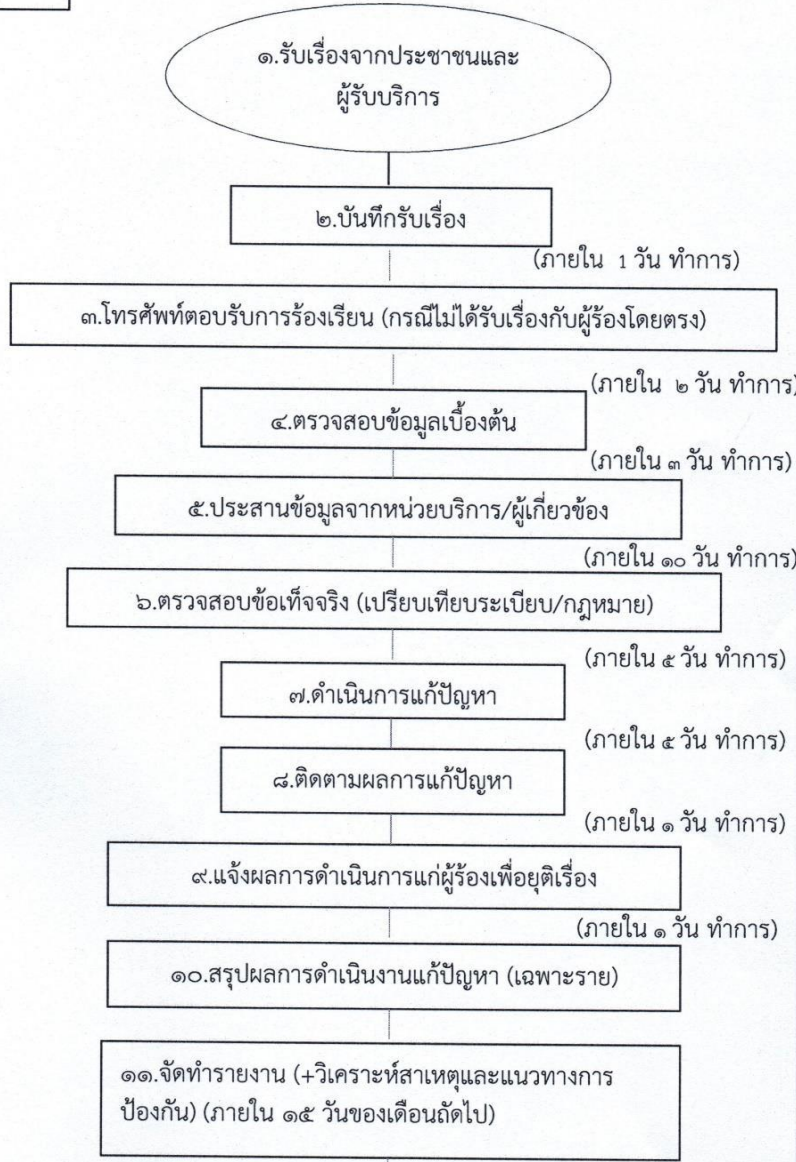 ๑.รับเรื่องจากประชาชนและ
ผู้รับบริการ
๒.บันทึกรับเรื่อง
(ภายใน 1 วัน ทำการ)
๓.โทรศัพท์ตอบรับการร้องเรียน (กรณีไม่ได้รับเรื่องกับผู้ร้องโดยตรง)
(ภายใน ๒ วัน ทำการ)
๔.ตรวจสอบข้อมูลเบื้องต้น
(ภายใน ๓ วัน ทำการ)
๕.ประสานข้อมูลจากหน่วยบริการ/ผู้เกี่ยวข้อง
(ภายใน ๑๐ วัน ทำการ)
๖.ตรวจสอบข้อเท็จจริง (เปรียบเทียบระเบียบ/กฎหมาย)
(ภายใน ๕ วัน ทำการ)
๗.ดำเนินการแก้ปัญหา
(ภายใน ๕ วัน ทำการ)
๘.ติดตามผลการแก้ปัญหา
(ภายใน ๑ วัน ทำการ)
๙.แจ้งผลการดำเนินการแก่ผู้ร้องเพื่อยุติเรื่อง
(ภายใน ๑ วัน ทำการ)
๑๐.สรุปผลการดำเนินงานแก้ปัญหา (เฉพาะราย)
๑๑.จัดทำรายงาน (+วิเคราะห์สาเหตุและแนวทางการ
ป้องกัน) (ภายใน ๑๕ วันของเดือนถัดไป)